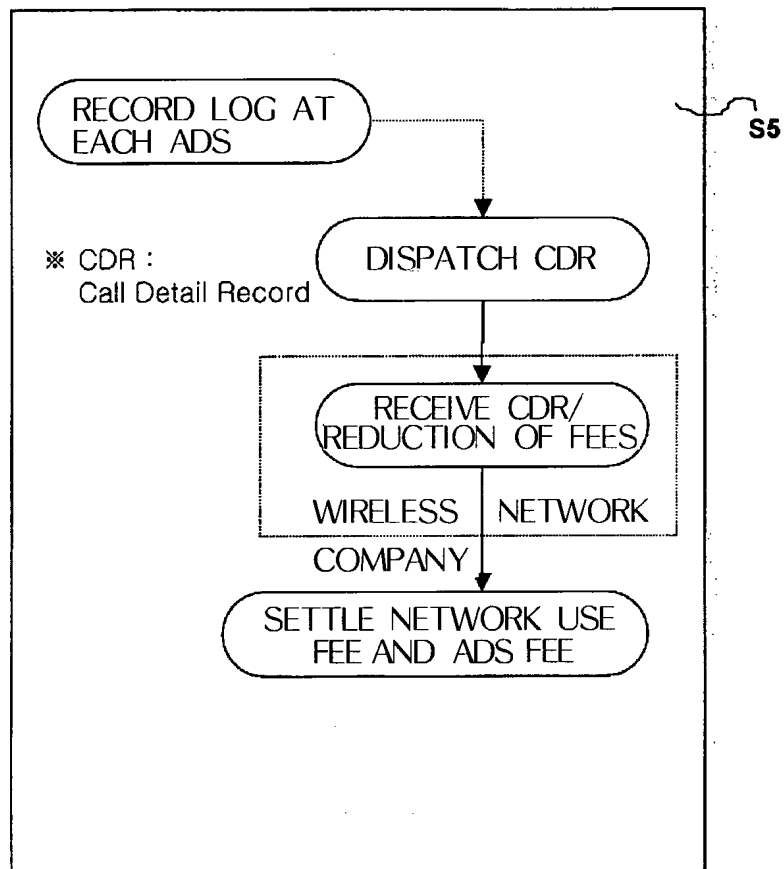 RECORD LOG AT
EACH ADS
S5
DISPATCH CDR
※ CDR :
Call Detail Record
RECEIVE CDR/
REDUCTION OF FEES
WIRELESS NETWORK
COMPANY
SETTLE NETWORK USE
FEE AND ADS FEE